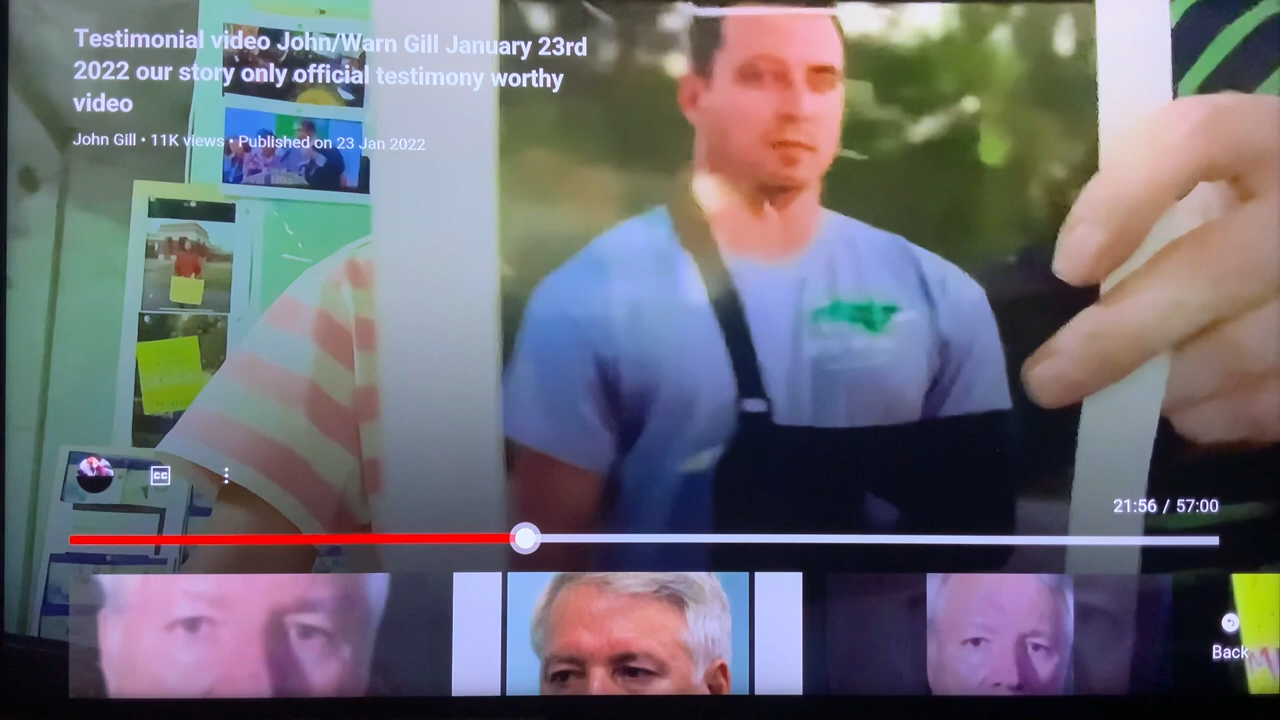 Testimonial video John/Warn Gill January 23rd
2022 our story only official testimony worthy
video
John Gill • 11K views • Published on 23 Jan 2022
CC
21:56 / 57:00
Back